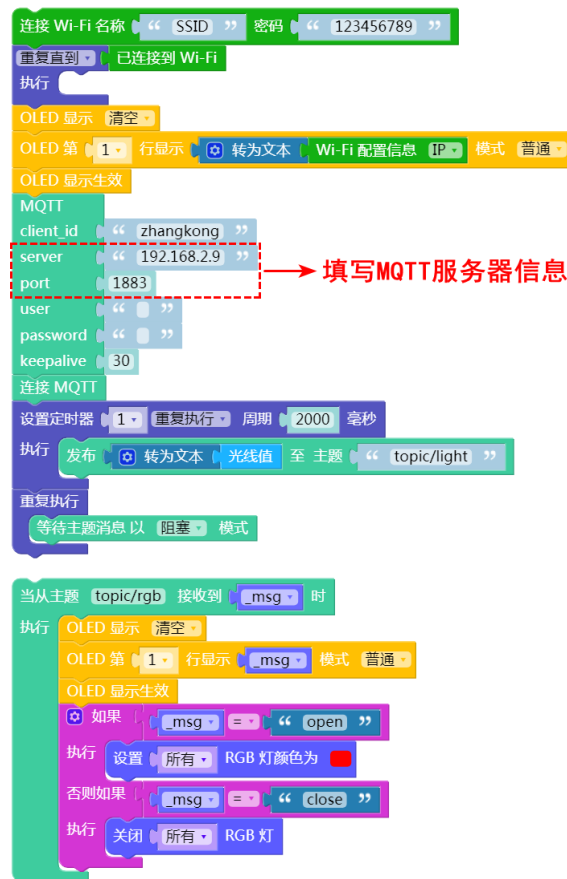 连接 Wi-Fi 名称 “ SSID ” 密码 “ 123456789 ”
重复直到 已连接到 Wi-Fi
执行
OLED 显示 清空
OLED 第 1 行显示 转为文本 Wi-Fi 配置信息 IP 模式 普通
OLED 显示生效
MQTT
client_id “ zhangkong ”
server “ 192.168.2.9 ”
填写MQTT服务器信息
port 1883
user “ ”
password “ ”
keepalive 30
连接 MQTT
设置定时器 1 重复执行 周期 2000 毫秒
执行 发布 转为文本 光线值 至 主题 “ topic/light ”
重复执行
等待主题消息 以 阻塞 模式
当从主题 topic/rgb 接收到 _msg 时
执行 OLED 显示 清空
OLED 第 1 行显示 _msg 模式 普通
OLED 显示生效
如果 _msg = “ open ”
执行 设置 所有 RGB 灯颜色为
否则如果 _msg = “ close ”
执行 关闭 所有 RGB 灯